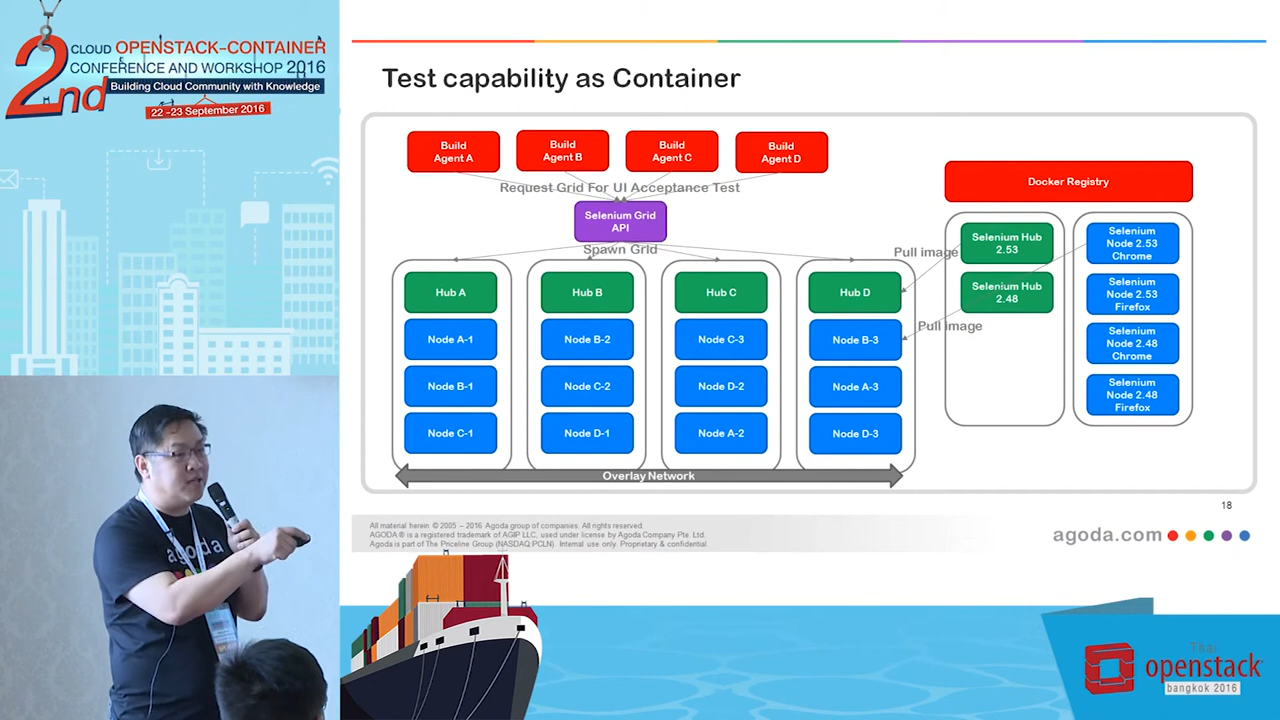 2nd
CLOUD OPENSTACK-CONTAINER
CONFERENCE AND WORKSHOP 2016
Building Cloud Community with Knowledge
22 -23 September 2016
Test capability as Container
Build
Agent A
Build
Agent B
Build
Agent C
Build
Agent D
Request Grid For UI Acceptance Test
Selenium Grid
API
Spawn Grid
Hub A
Node A-1
Node B-1
Node C-1
Hub B
Node B-2
Node C-2
Node D-1
Hub C
Node C-3
Node D-2
Node A-2
Hub D
Node B-3
Node A-3
Node D-3
Overlay Network
Pull image
Pull image
Docker Registry
Selenium Hub
2.53
Selenium Hub
2.48
Selenium
Node 2.53
Chrome
Selenium
Node 2.53
Firefox
Selenium
Node 2.48
Chrome
Selenium
Node 2.48
Firefox
18
All material herein © 2005 – 2016 Agoda group of companies. All rights reserved.
AGODA ® is a registered trademark of AGIP LLC, used under license by Agoda Company Pte. Ltd.
Agoda is part of The Priceline Group (NASDAQ:PCLN). Internal use only. Proprietary & confidential.
agoda.com
agoda
Thai
openstack
bangkok 2016